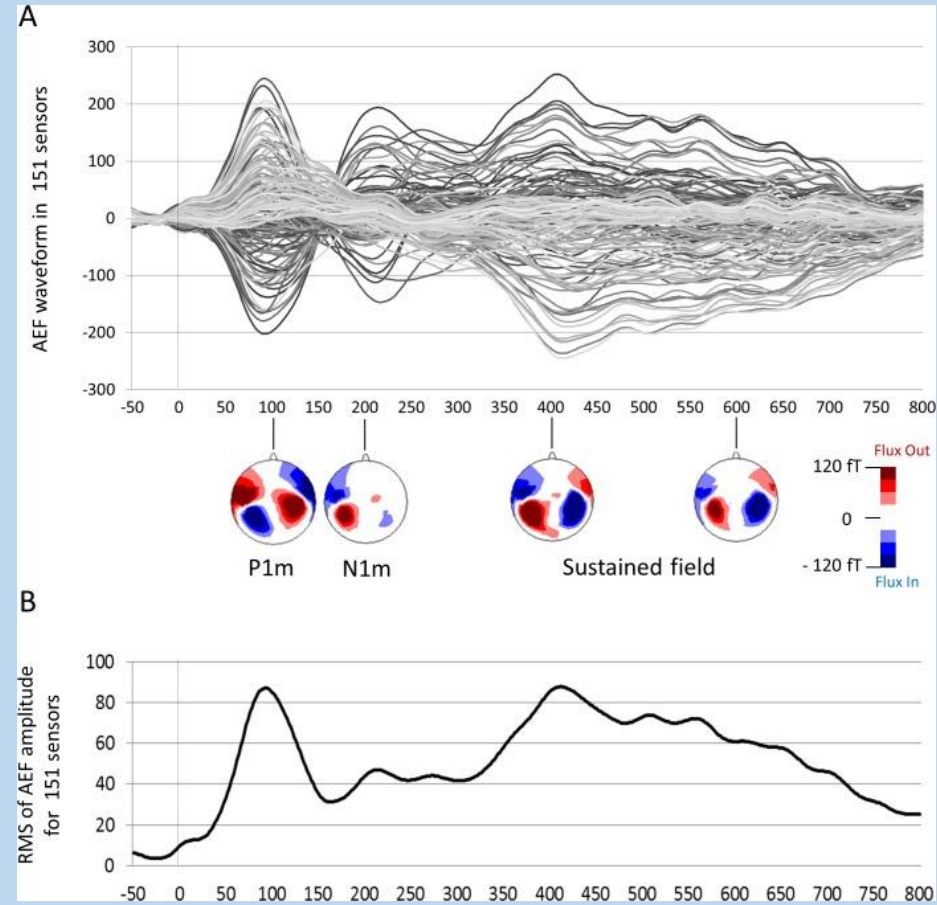 A
AEF waveform in 151 sensors
300
200
100
0
-100
-200
-300
-50 0 50 100 150 200 250 300 350 400 450 500 550 600 650 700 750 800
Flux Out
120 fT
0
- 120 fT
Flux In
P1m N1m Sustained field
B
RMS of AEF amplitude
for 151 sensors
100
80
60
40
20
0
-50 0 50 100 150 200 250 300 350 400 450 500 550 600 650 700 750 800